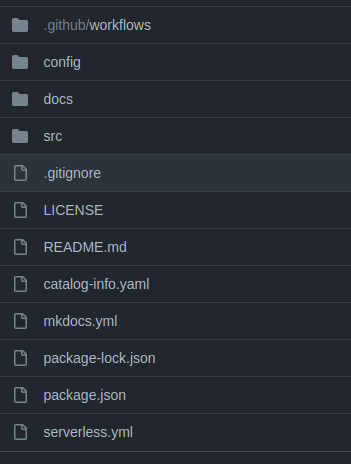 .github/workflows
config
docs
src
.gitignore
LICENSE
README.md
catalog-info.yaml
mkdocs.yml
package-lock.json
package.json
serverless.yml